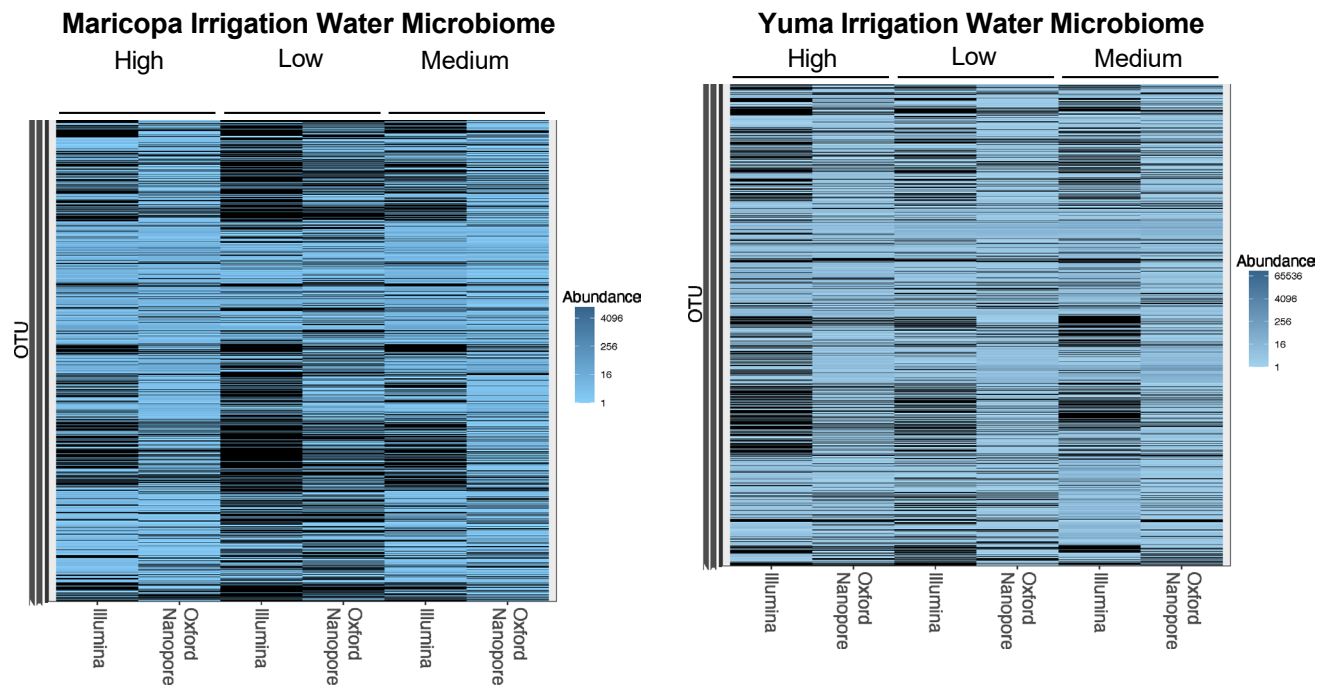 Maricopa Irrigation Water Microbiome
High Low Medium
OTU
Abundance
4096
256
16
1
Illumina
Oxford
Nanopore
Illumina
Oxford
Nanopore
Illumina
Oxford
Nanopore
Yuma Irrigation Water Microbiome
High Low Medium
OTU
Abundance
65536
4096
256
16
1
Illumina
Oxford
Nanopore
Illumina
Oxford
Nanopore
Illumina
Oxford
Nanopore